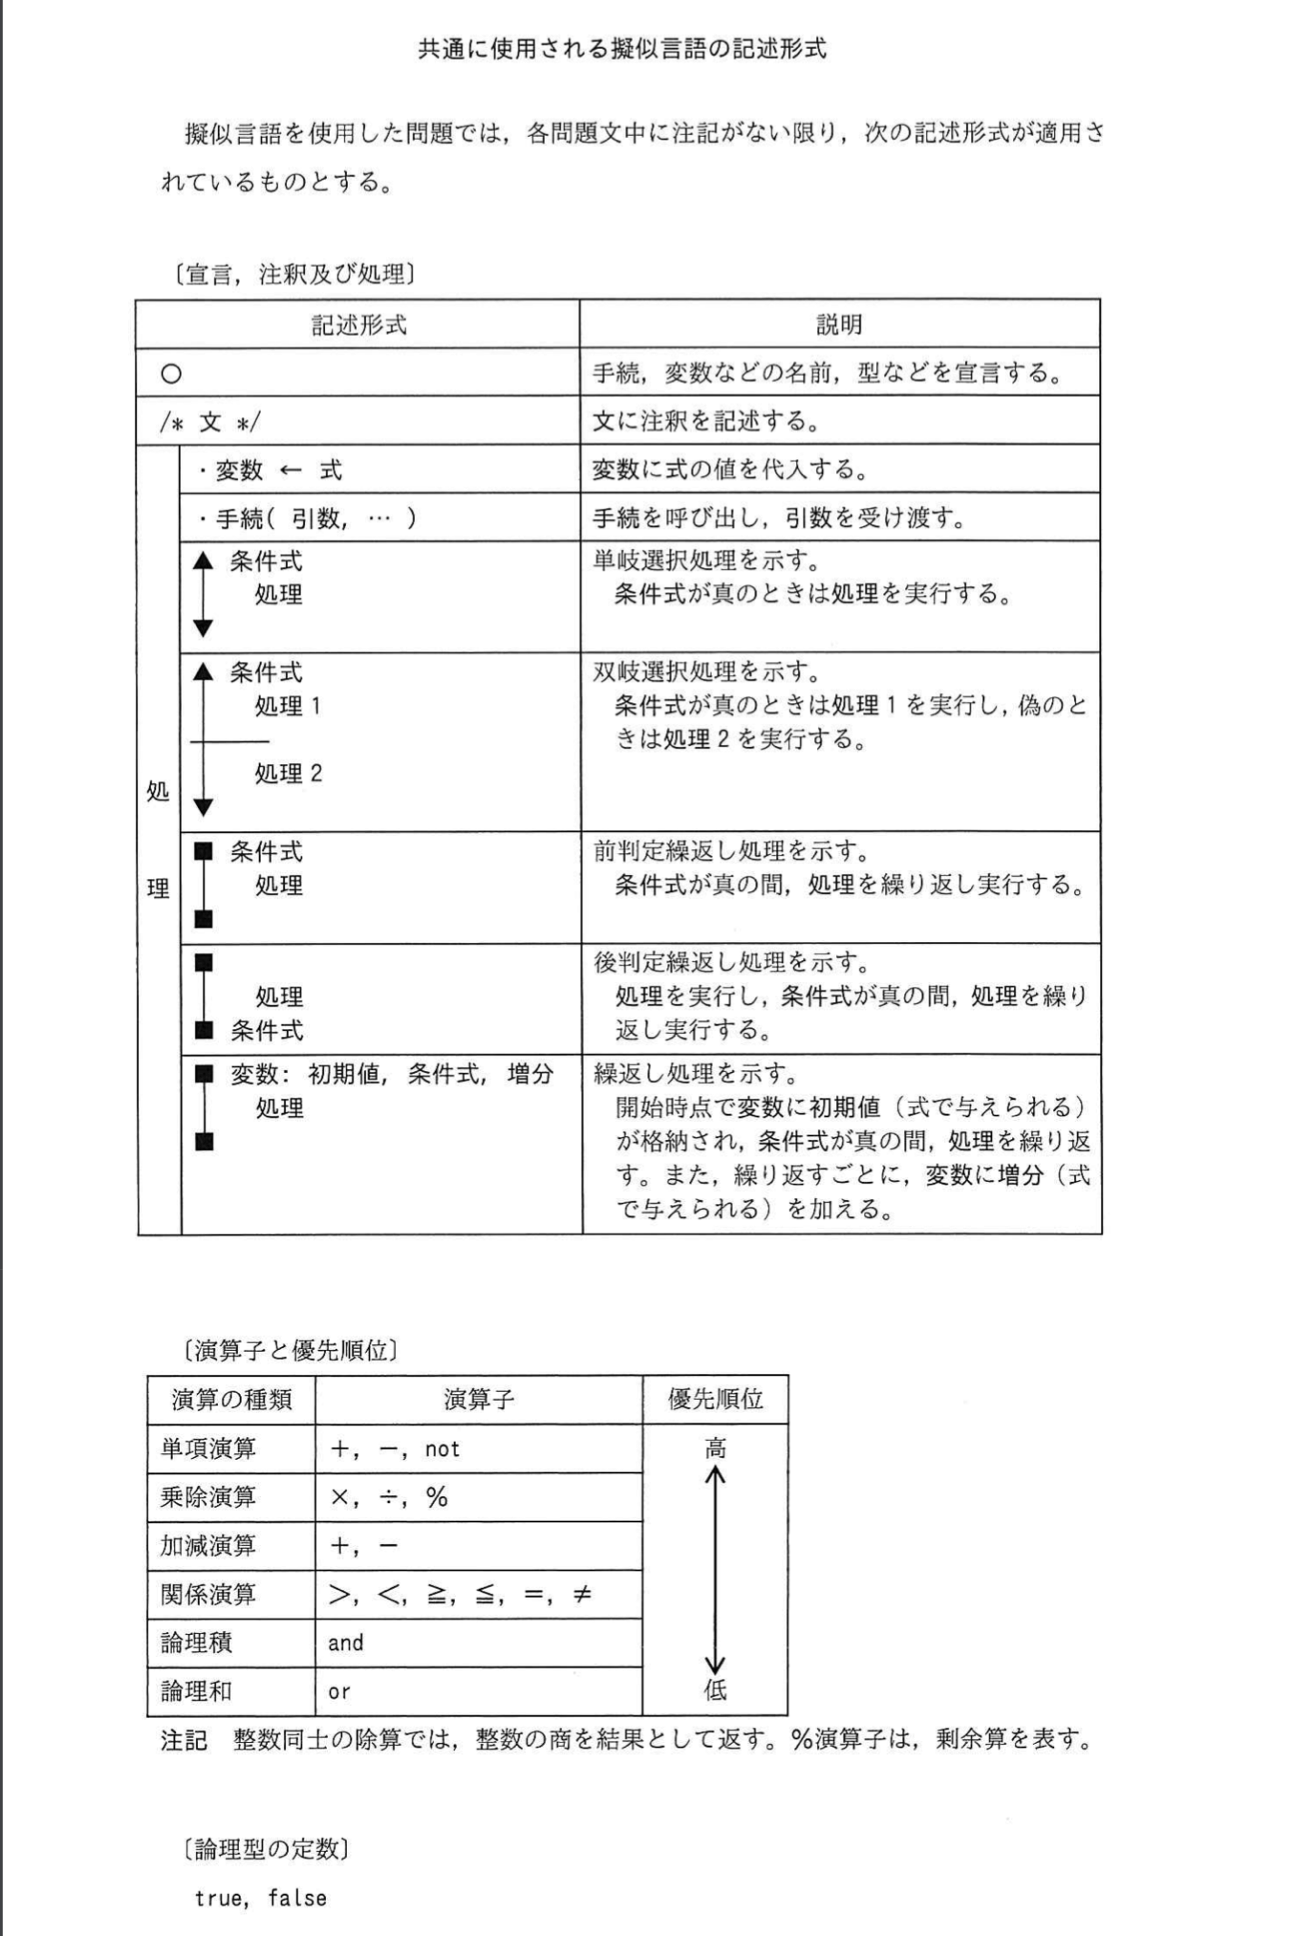 共通に使用される擬似言語の記述形式
擬似言語を使用した問題では，各問題文中に注記がない限り，次の記述形式が適用さ
れているものとする。
〔宣言，注釈及び処理〕
記述形式 説明
○ 手続，変数などの名前，型などを宣言する。
/* 文 */ 文に注釈を記述する。
処理
・変数 ← 式 変数に式の値を代入する。
・手続( 引数, … ) 手続を呼び出し，引数を受け渡す。
▲ 条件式 単岐選択処理を示す。
処理 条件式が真のときは処理を実行する。
▼
▲ 条件式 双岐選択処理を示す。
処理 1 条件式が真のときは処理 1 を実行し，偽のと
きは処理 2 を実行する。
処理 2
▼
■ 条件式 前判定繰返し処理を示す。
処理 条件式が真の間，処理を繰り返し実行する。
■
■ 後判定繰返し処理を示す。
処理 処理を実行し，条件式が真の間，処理を繰り
■ 条件式 返し実行する。
■ 変数: 初期値, 条件式, 増分 繰返し処理を示す。
処理 開始時点で変数に初期値（式で与えられる）
■ が格納され，条件式が真の間，処理を繰り返
す。また，繰り返すごとに，変数に増分（式
で与えられる）を加える。
〔演算子と優先順位〕
演算の種類 演算子 優先順位
単項演算 ＋, －, not 高
乗除演算 ×, ÷, %
加減演算 ＋, －
関係演算 ＞, ＜, ≧, ≦, ＝, ≠
論理積 and
論理和 or 低
注記 整数同士の除算では，整数の商を結果として返す。%演算子は，剰余算を表す。
〔論理型の定数〕
true, false